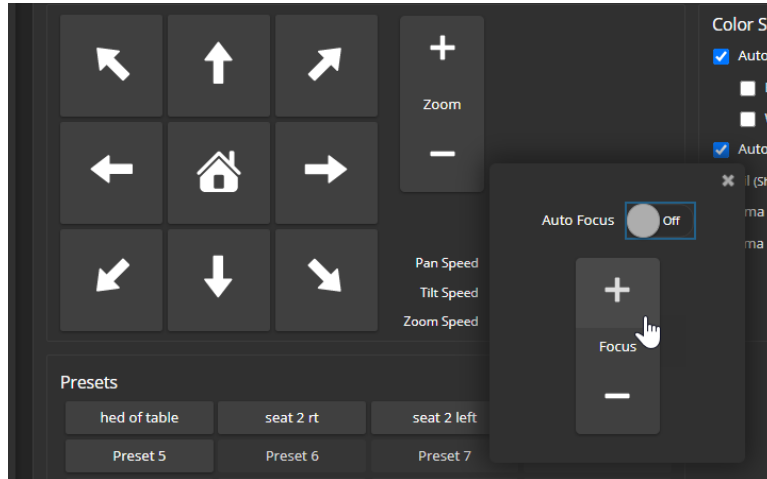 Zoom
Pan Speed
Tilt Speed
Zoom Speed
Color
Auto
Auto
Auto Focus
Off
Focus
Presets
hed of table
seat 2 rt
seat 2 left
Preset 5
Preset 6
Preset 7